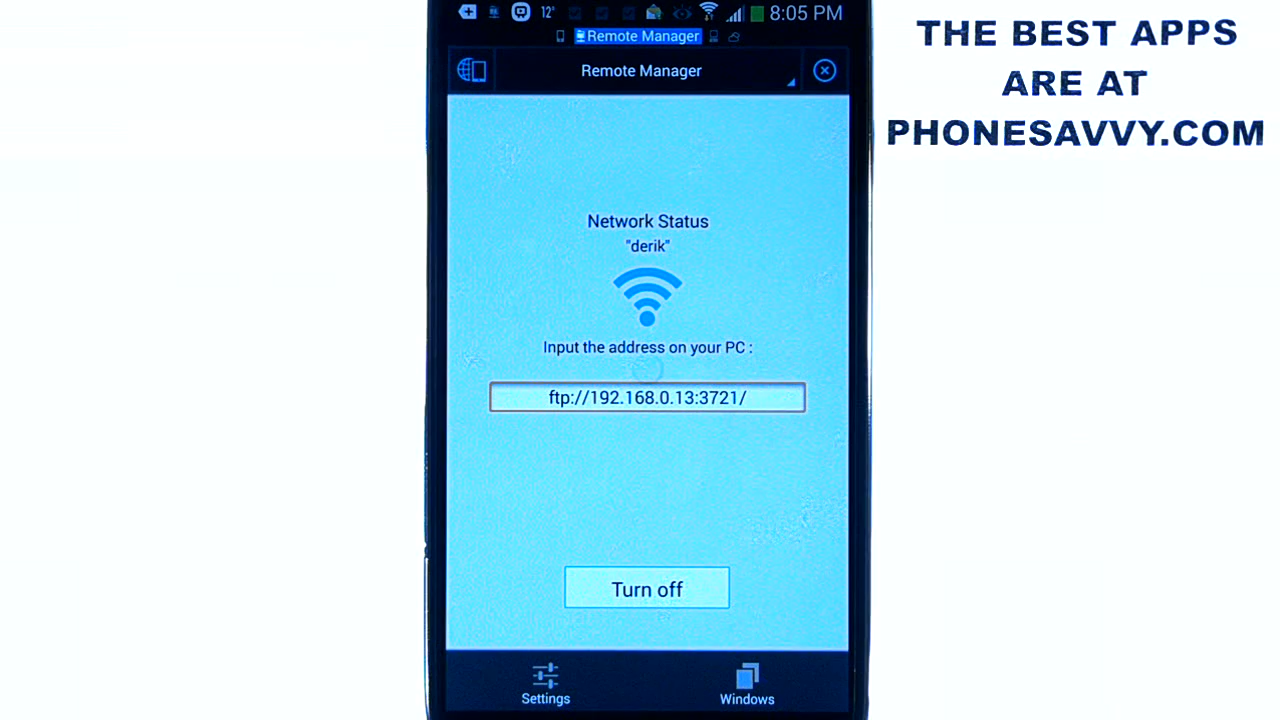 12°
8:05 PM
Remote Manager
Remote Manager
Network Status
"derik"
Input the address on your PC :
ftp://192.168.0.13:3721/
Turn off
Settings
Windows
THE BEST APPS
ARE AT
PHONESAVVY.COM